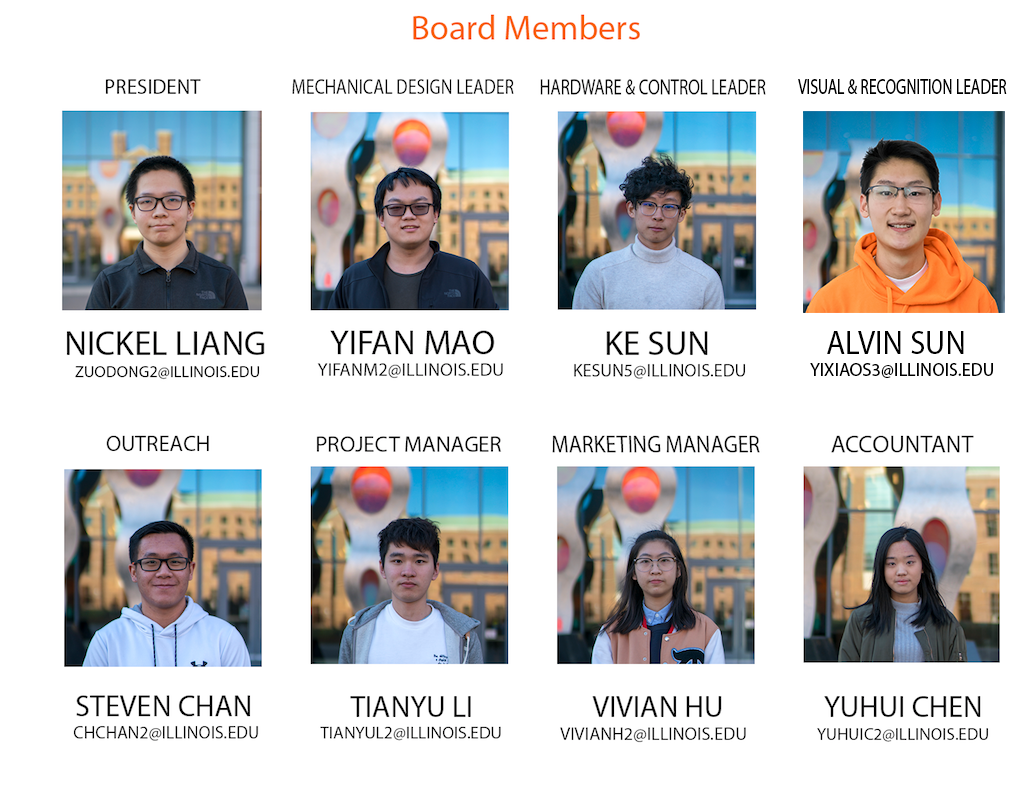 Board Members
PRESIDENT
MECHANICAL DESIGN LEADER
HARDWARE & CONTROL LEADER
VISUAL & RECOGNITION LEADER
NICKEL LIANG
YIFAN MAO
KE SUN
ALVIN SUN
ZUODONG2@ILLINOIS.EDU
YIFANM2@ILLINOIS.EDU
KESUN5@ILLINOIS.EDU
YIXIAOS3@ILLINOIS.EDU
OUTREACH
PROJECT MANAGER
MARKETING MANAGER
ACCOUNTANT
STEVEN CHAN
TIANYU LI
VIVIAN HU
YUHUI CHEN
CHCHAN2@ILLINOIS.EDU
TIANYUL2@ILLINOIS.EDU
VIVIANH2@ILLINOIS.EDU
YUHUIC2@ILLINOIS.EDU